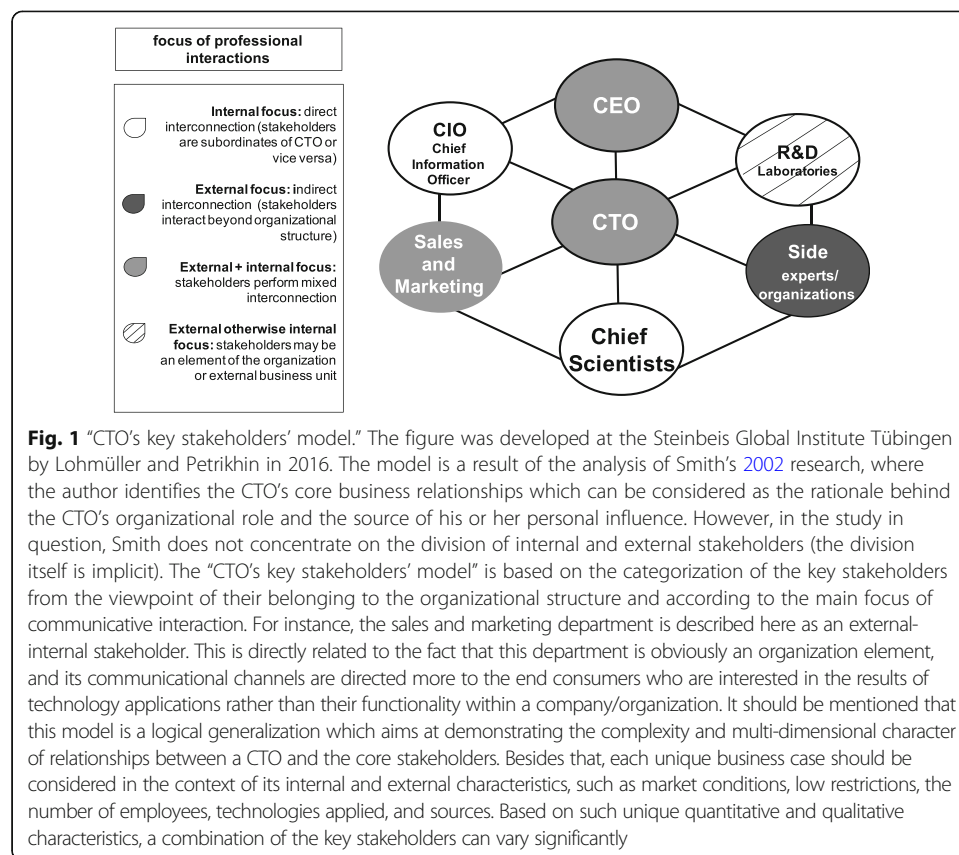 focus of professional
interactions
Internal focus: direct
interconnection (stakeholders
are subordinates of CTO or
vice versa)
External focus: indirect
interconnection (stakeholders
interact beyond organizational
structure)
External + internal focus:
stakeholders perform mixed
interconnection
External otherwise internal
focus: stakeholders may be
an element of the organization
or external business unit
CEO
CIO
Chief
Information
Officer
R&D
Laboratories
CTO
Sales
and
Marketing
Side
experts/
organizations
Chief
Scientists
Fig. 1 “CTO’s key stakeholders’ model.” The figure was developed at the Steinbeis Global Institute Tübingen
by Lohmüller and Petrikhin in 2016. The model is a result of the analysis of Smith’s 2002 research, where
the author identifies the CTO’s core business relationships which can be considered as the rationale behind
the CTO’s organizational role and the source of his or her personal influence. However, in the study in
question, Smith does not concentrate on the division of internal and external stakeholders (the division
itself is implicit). The “CTO’s key stakeholders’ model” is based on the categorization of the key stakeholders
from the viewpoint of their belonging to the organizational structure and according to the main focus of
communicative interaction. For instance, the sales and marketing department is described here as an external-
internal stakeholder. This is directly related to the fact that this department is obviously an organization element,
and its communicational channels are directed more to the end consumers who are interested in the results of
technology applications rather than their functionality within a company/organization. It should be mentioned that
this model is a logical generalization which aims at demonstrating the complexity and multi-dimensional character
of relationships between a CTO and the core stakeholders. Besides that, each unique business case should be
considered in the context of its internal and external characteristics, such as market conditions, low restrictions, the
number of employees, technologies applied, and sources. Based on such unique quantitative and qualitative
characteristics, a combination of the key stakeholders can vary significantly